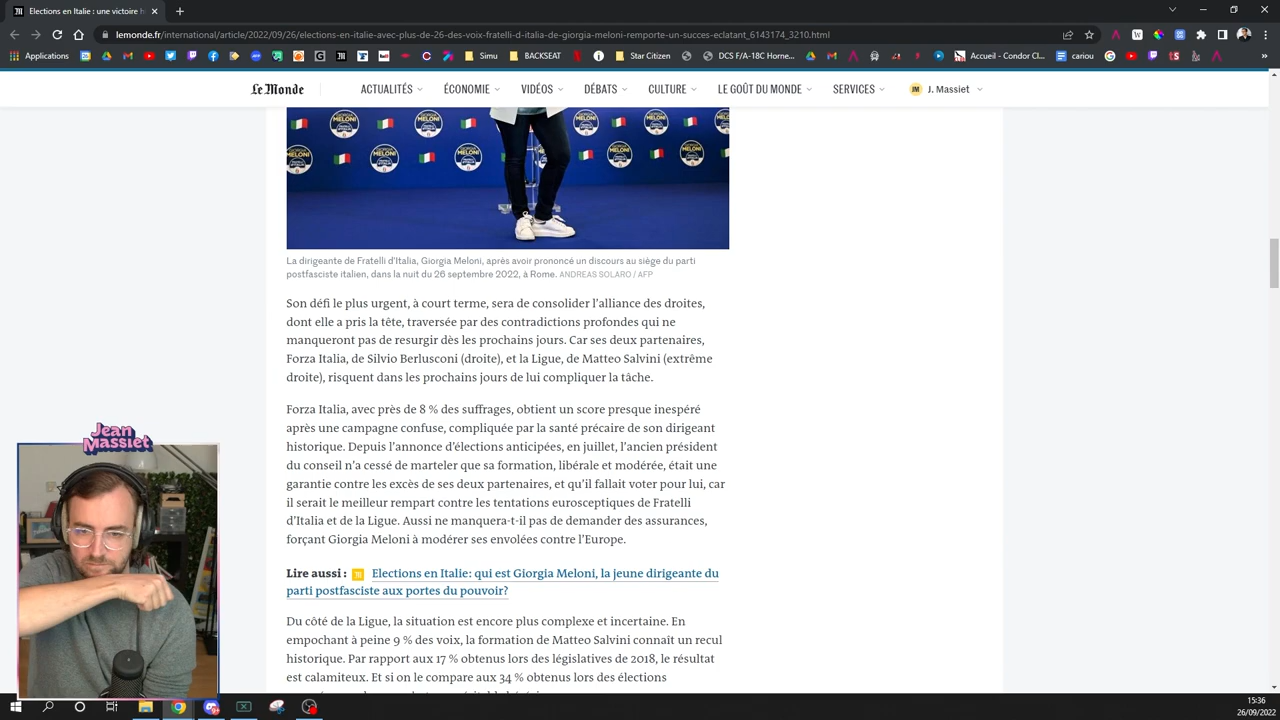 Elections en Italie : une victoire h
lemonde.fr/international/article/2022/09/26/elections-en-italie-avec-plus-de-26-des-voix-fratelli-d-italia-de-giorgia-meloni-remporte-un-succes-eclatant_6143174_3210.html
Applications
Simu
BACKSEAT
Star Citizen
DCS F/A-18C Horne...
Accueil - Condor Cl...
cariou
Le Monde
ACTUALITÉS
ÉCONOMIE
VIDÉOS
DÉBATS
CULTURE
LE GOÛT DU MONDE
SERVICES
JM
J. Massiet
MELONI
La dirigeante de Fratelli d'Italia, Giorgia Meloni, après avoir prononcé un discours au siège du parti
postfasciste italien, dans la nuit du 26 septembre 2022, à Rome. ANDREAS SOLARO / AFP
Son défi le plus urgent, à court terme, sera de consolider l'alliance des droites,
dont elle a pris la tête, traversée par des contradictions profondes qui ne
manqueront pas de resurgir dès les prochains jours. Car ses deux partenaires,
Forza Italia, de Silvio Berlusconi (droite), et la Ligue, de Matteo Salvini (extrême
droite), risquent dans les prochains jours de lui compliquer la tâche.
Forza Italia, avec près de 8 % des suffrages, obtient un score presque inespéré
après une campagne confuse, compliquée par la santé précaire de son dirigeant
historique. Depuis l'annonce d'élections anticipées, en juillet, l'ancien président
du conseil n'a cessé de marteler que sa formation, libérale et modérée, était une
garantie contre les excès de ses deux partenaires, et qu'il fallait voter pour lui, car
il serait le meilleur rempart contre les tentations eurosceptiques de Fratelli
d'Italia et de la Ligue. Aussi ne manquera-t-il pas de demander des assurances,
forçant Giorgia Meloni à modérer ses envolées contre l'Europe.
Lire aussi : Elections en Italie: qui est Giorgia Meloni, la jeune dirigeante du
parti postfasciste aux portes du pouvoir?
Du côté de la Ligue, la situation est encore plus complexe et incertaine. En
empochant à peine 9 % des voix, la formation de Matteo Salvini connaît un recul
historique. Par rapport aux 17 % obtenus lors des législatives de 2018, le résultat
est calamiteux. Et si on le compare aux 34 % obtenus lors des élections
Jean
Massiet
15:36
26/09/2022